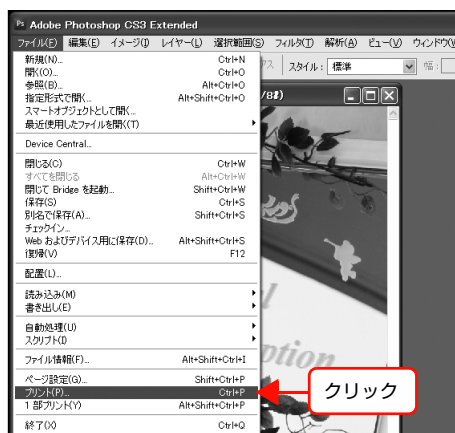 Adobe Photoshop CS3 Extended
ファイル(F) 編集(E) イメージ(I) レイヤー(L) 選択範囲(S) フィルタ(T) 解析(A) ビュー(V) ウィンドウ(
スタイル: 標準 幅:
新規(N)... Ctrl+N
開く(O)... Ctrl+O
参照(B)... Alt+Ctrl+O
指定形式で開く... Alt+Shift+Ctrl+O
スマートオブジェクトとして開く...
最近使用したファイルを開く(T)
/8#)
Device Central...
閉じる(C) Ctrl+W
すべてを閉じる Alt+Ctrl+W
閉じて Bridge を起動... Shift+Ctrl+W
保存(S) Ctrl+S
別名で保存(A)... Shift+Ctrl+S
チェックイン...
Web およびデバイス用に保存(D)... Alt+Shift+Ctrl+S
復帰(V) F12
配置(L)...
読み込み(M)
書き出し(E)
自動処理(U)
スクリプト(I)
ファイル情報(F)... Alt+Shift+Ctrl+I
ページ設定(G)... Shift+Ctrl+P
プリント(P)... Ctrl+P
1 部プリント(Y) Alt+Shift+Ctrl+P
終了(X) Ctrl+Q
ption
クリック